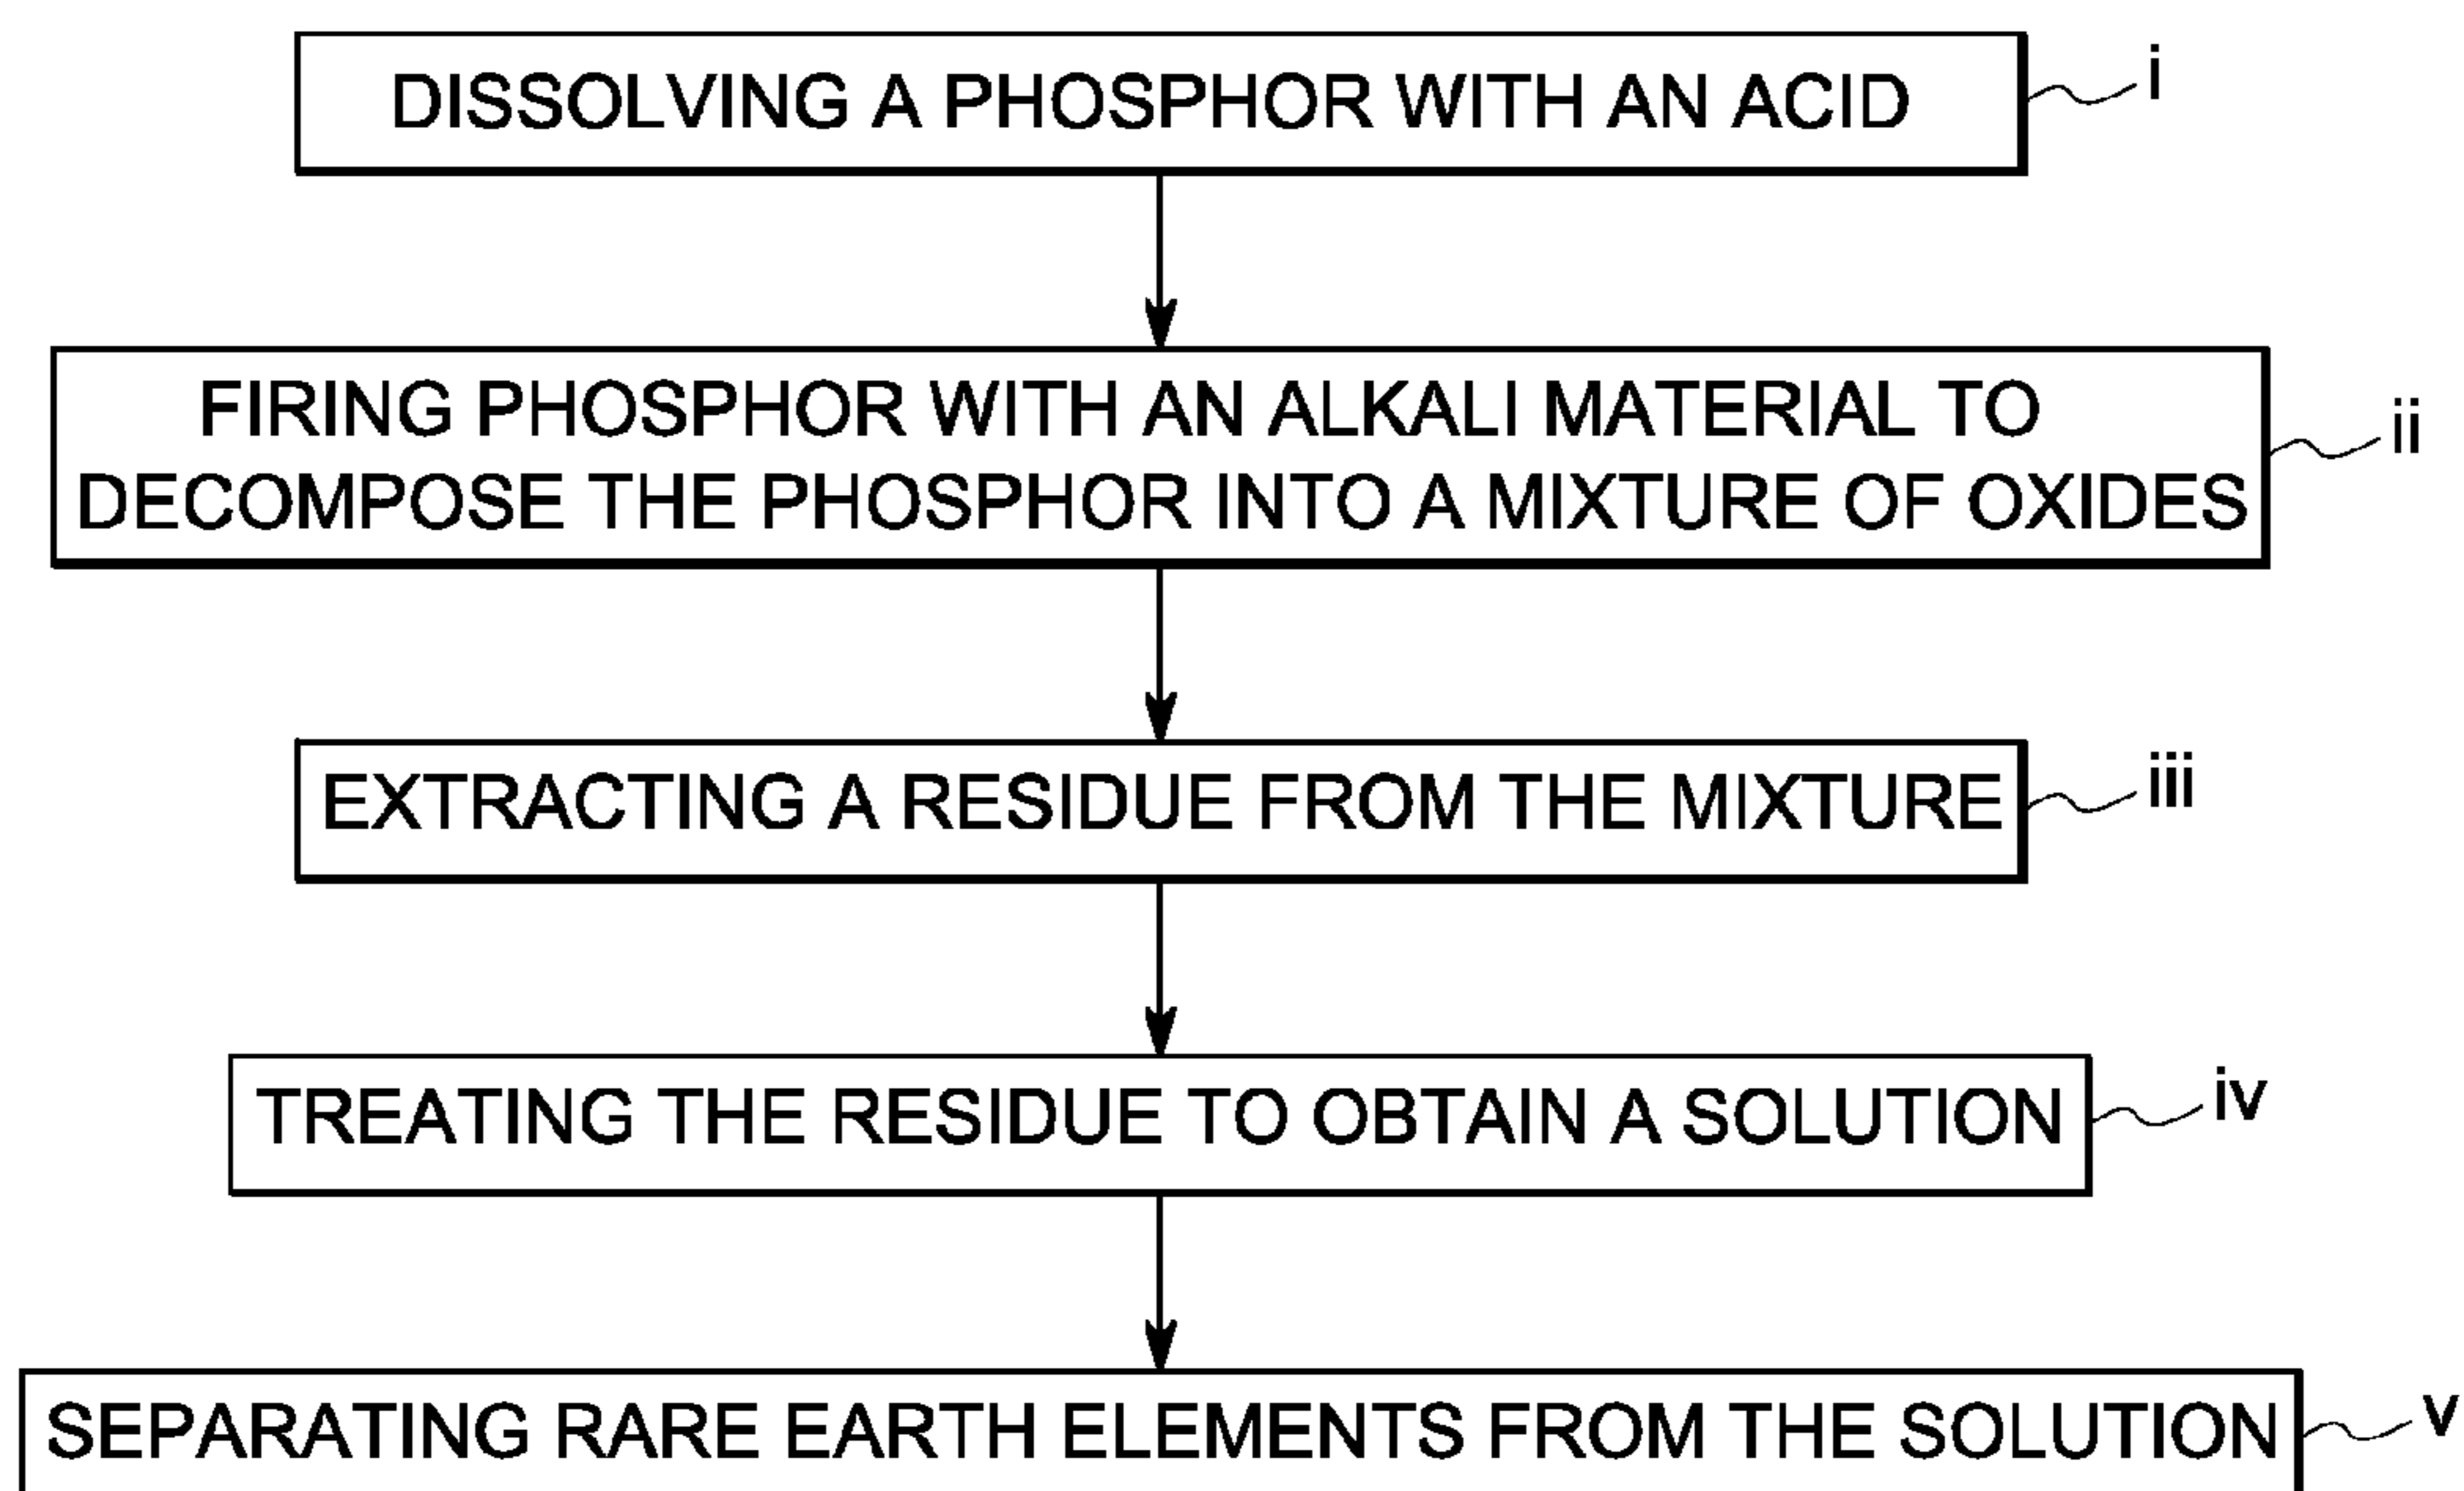 DISSOLVING A PHOSPHOR WITH AN ACID
i
FIRING PHOSPHOR WITH AN ALKALI MATERIAL TO
DECOMPOSE THE PHOSPHOR INTO A MIXTURE OF OXIDES
ii
EXTRACTING A RESIDUE FROM THE MIXTURE
iii
TREATING THE RESIDUE TO OBTAIN A SOLUTION
iv
SEPARATING RARE EARTH ELEMENTS FROM THE SOLUTION
v